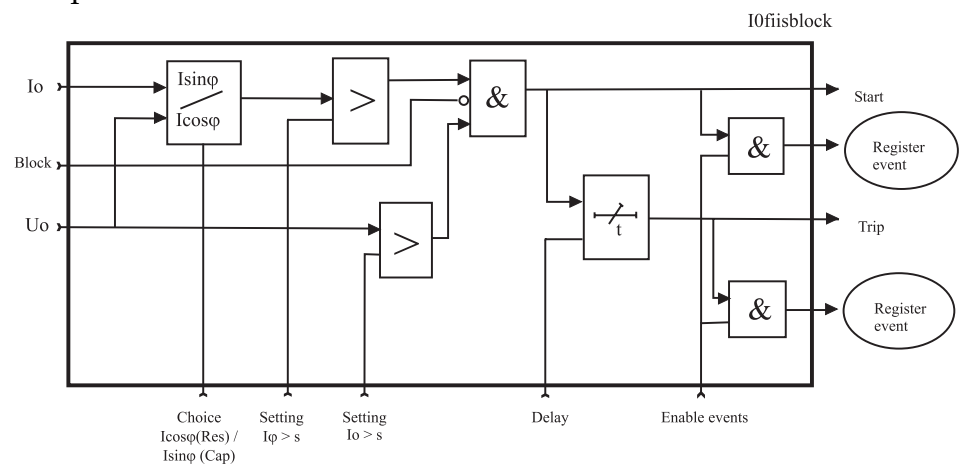 I0fiisblock
Io
Isinφ
Icosφ
>
&
Start
&
Register
event
Block
Uo
>
t
Trip
&
Register
event
Choice
Icosφ(Res) /
Isinφ (Cap)
Setting
Iφ > s
Setting
Io > s
Delay
Enable events